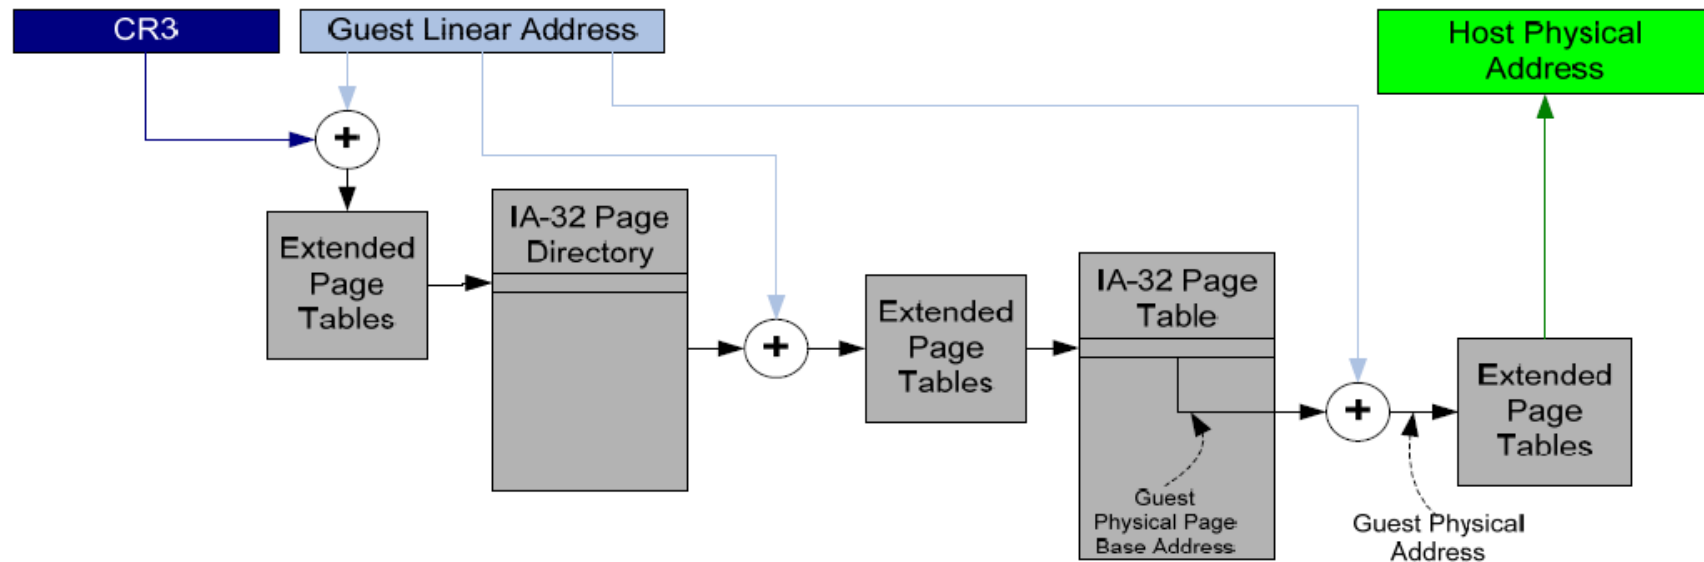 CR3
Guest Linear Address
Host Physical
Address
+
Extended
Page
Tables
IA-32 Page
Directory
+
Extended
Page
Tables
IA-32 Page
Table
Guest
Physical Page
Base Address
+
Guest Physical
Address
Extended
Page
Tables